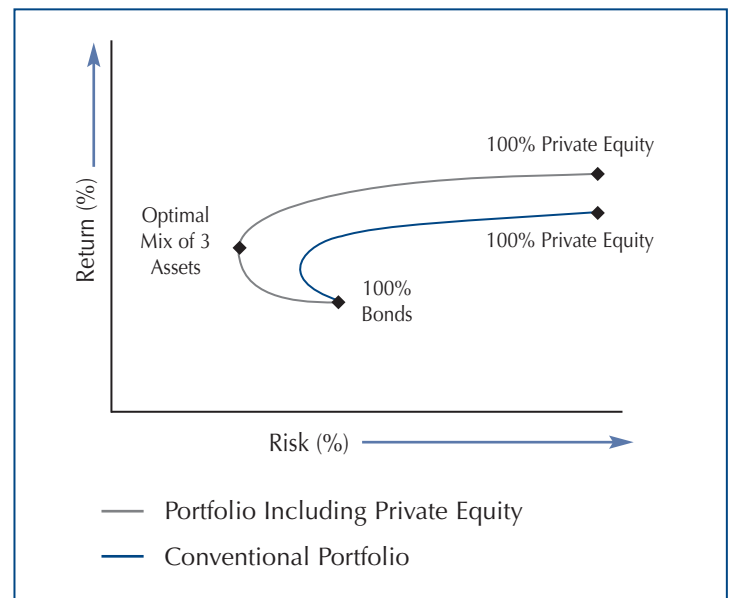 Return (%)
100% Private Equity
Optimal
Mix of 3
Assets
100% Private Equity
100%
Bonds
Risk (%)
Portfolio Including Private Equity
Conventional Portfolio